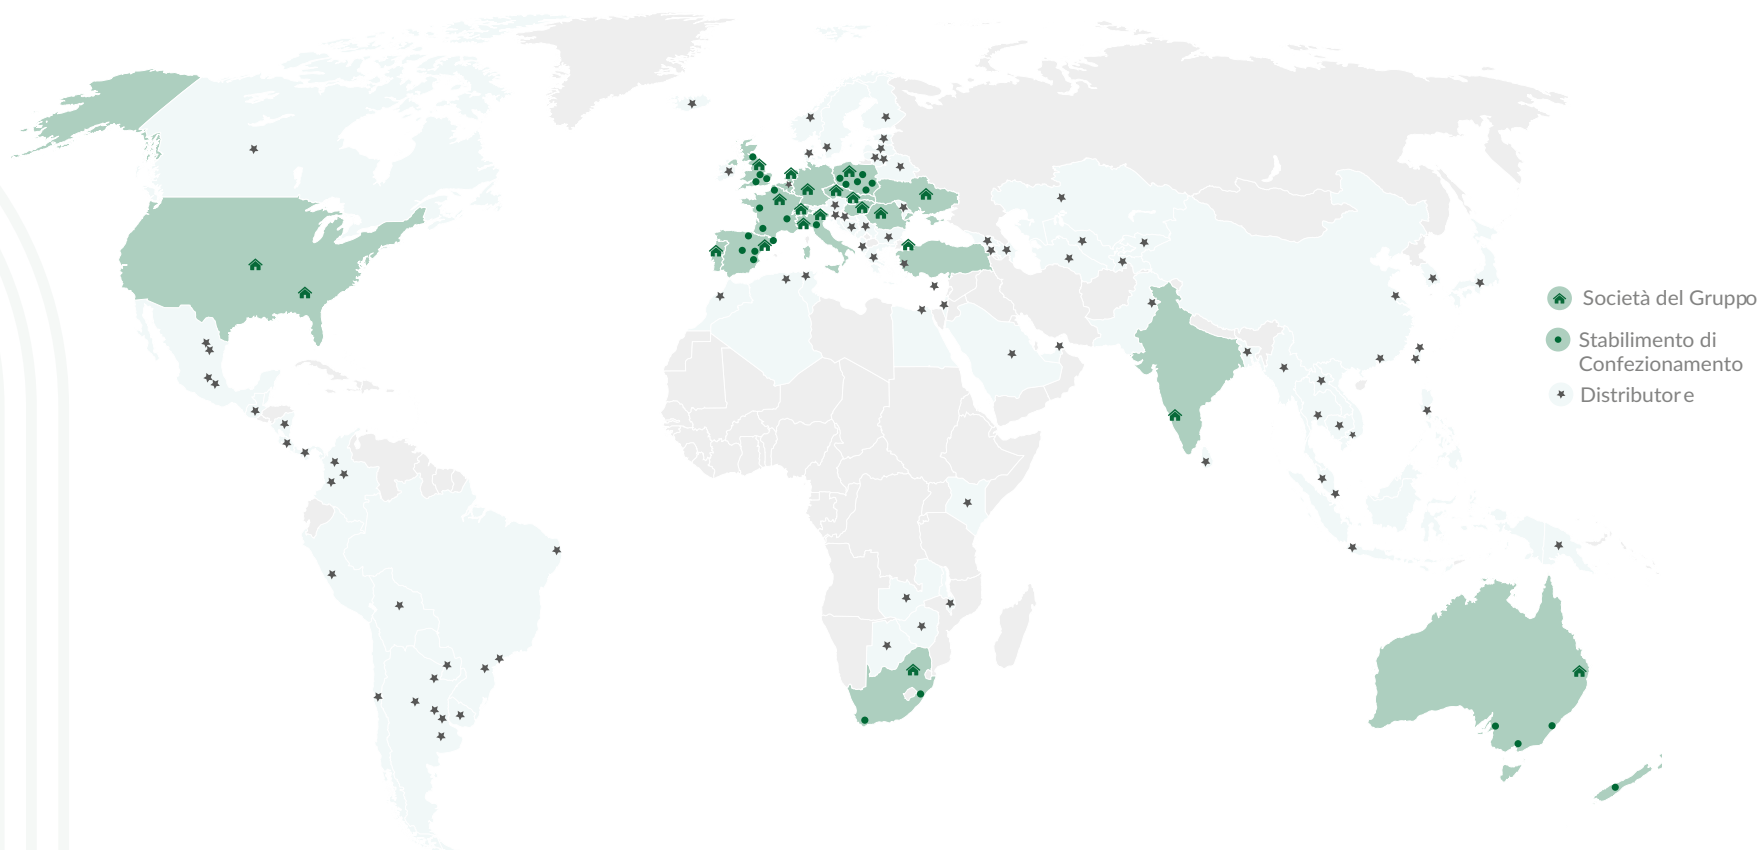 Società del Gruppo
Stabilimento di
Confezionamento
Distributore